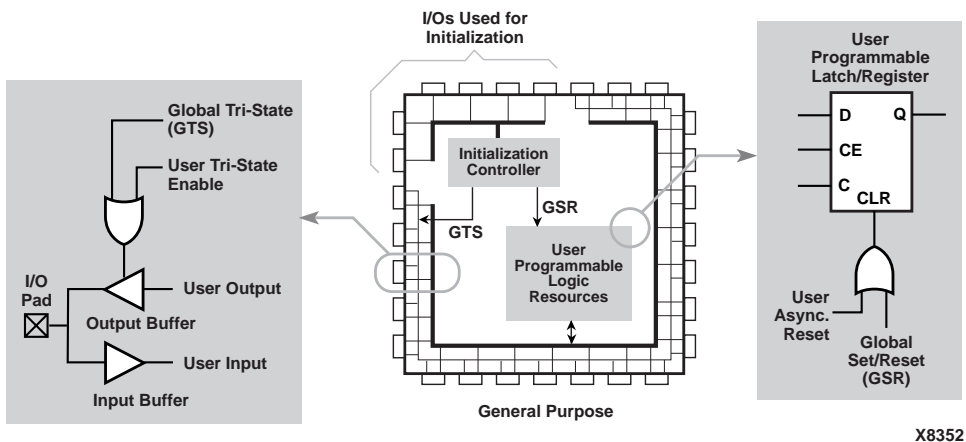 I/Os Used for
Initialization
Global Tri-State
(GTS)
User Tri-State
Enable
I/O
Pad
User Output
Output Buffer
User Input
Input Buffer
Initialization
Controller
GTS
GSR
User
Programmable
Logic
Resources
General Purpose
User
Programmable
Latch/Register
D
Q
CE
C
CLR
User
Async.
Reset
Global
Set/Reset
(GSR)
X8352